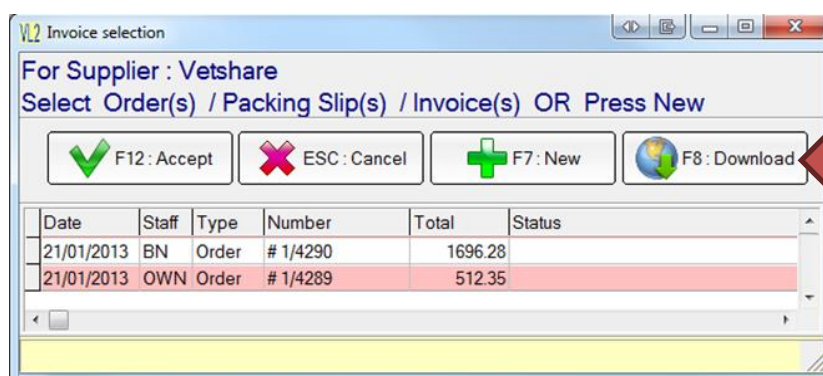 VL2 Invoice selection
For Supplier : Vetshare
Select Order(s) / Packing Slip(s) / Invoice(s) OR Press New
F12 : Accept ESC : Cancel F7 : New F8 : Download
Date Staff Type Number Total Status
21/01/2013 BN Order # 1/4290 1696.28
21/01/2013 OWN Order # 1/4289 512.35